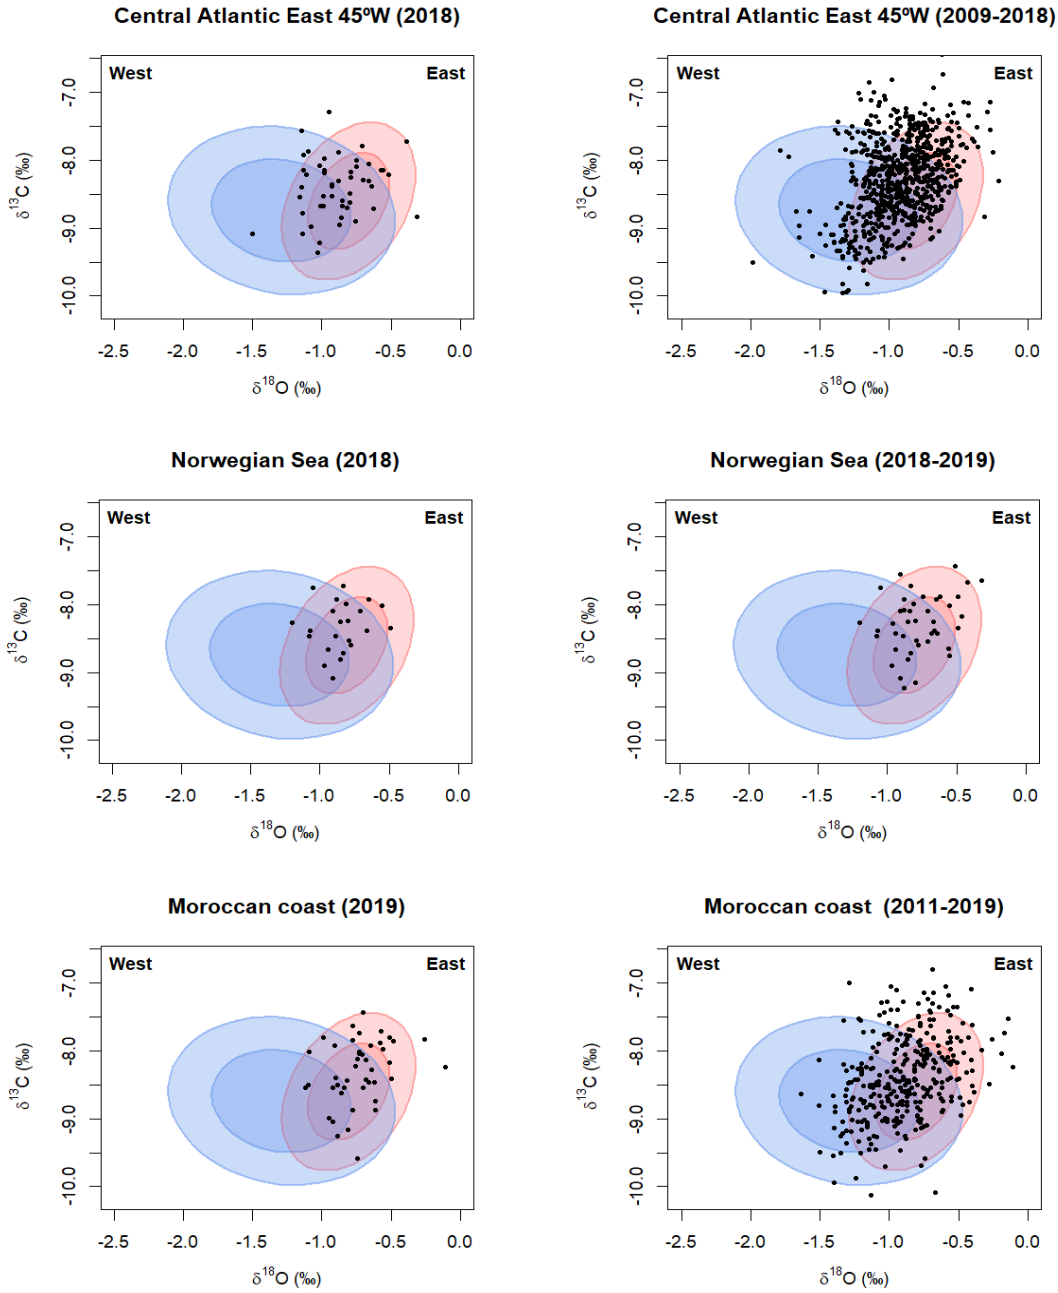 Central Atlantic East 45ºW (2018)
West East
-7.0
-8.0
-9.0
-10.0
δ13C (‰)
-2.5 -2.0 -1.5 -1.0 -0.5 0.0
δ18O (‰)
Central Atlantic East 45ºW (2009-2018)
West East
-7.0
-8.0
-9.0
-10.0
δ13C (‰)
-2.5 -2.0 -1.5 -1.0 -0.5 0.0
δ18O (‰)
Norwegian Sea (2018)
West East
-7.0
-8.0
-9.0
-10.0
δ13C (‰)
-2.5 -2.0 -1.5 -1.0 -0.5 0.0
δ18O (‰)
Norwegian Sea (2018-2019)
West East
-7.0
-8.0
-9.0
-10.0
δ13C (‰)
-2.5 -2.0 -1.5 -1.0 -0.5 0.0
δ18O (‰)
Moroccan coast (2019)
West East
-7.0
-8.0
-9.0
-10.0
δ13C (‰)
-2.5 -2.0 -1.5 -1.0 -0.5 0.0
δ18O (‰)
Moroccan coast (2011-2019)
West East
-7.0
-8.0
-9.0
-10.0
δ13C (‰)
-2.5 -2.0 -1.5 -1.0 -0.5 0.0
δ18O (‰)